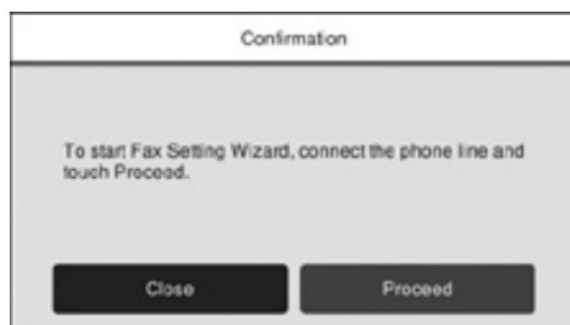 Confirmation
To start Fax Setting Wizard, connect the phone line and
touch Proceed.
Close
Proceed